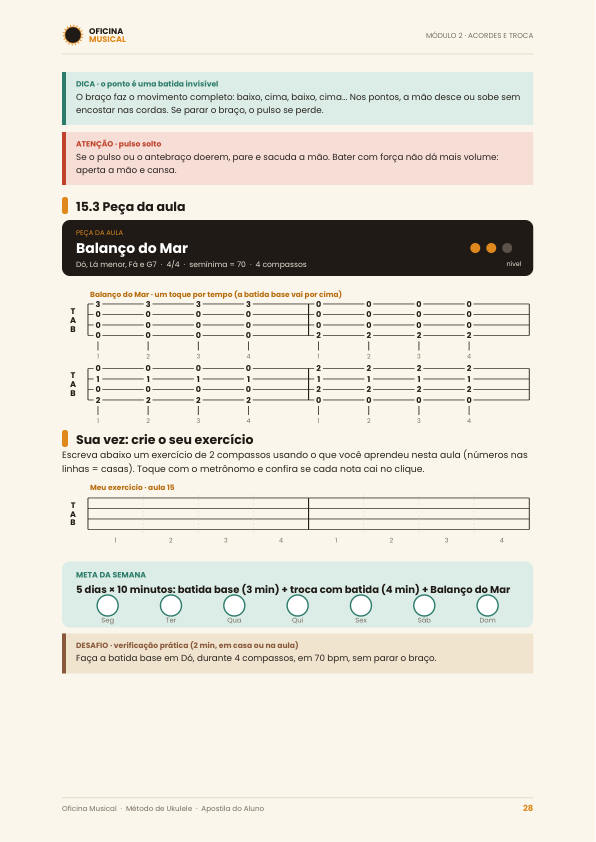 OFICINA
MUSICAL
MÓDULO 2 · ACORDES E TROCA
DICA · o ponto é uma batida invisível
O braço faz o movimento completo: baixo, cima, baixo, cima... Nos pontos, a mão desce ou sobe sem
encostar nas cordas. Se parar o braço, o pulso se perde.
ATENÇÃO · pulso solto
Se o pulso ou o antebraço doerem, pare e sacuda a mão. Bater com força não dá mais volume:
aperta a mão e cansa.
15.3 Peça da aula
PEÇA DA AULA
Balanço do Mar
Dó, Lá menor, Fá e G7 · 4/4 · semínima = 70 · 4 compassos
nível
Balanço do Mar · um toque por tempo (a batida base vai por cima)
T
A
B
3 3 3 3 0 0 0 0
0 0 0 0 0 0 0 0
0 0 0 0 0 0 0 0
0 0 0 0 2 2 2 2
1 2 3 4 1 2 3 4
T
A
B
0 0 0 0 2 2 2 2
1 1 1 1 1 1 1 1
0 0 0 0 2 2 2 2
2 2 2 2 0 0 0 0
1 2 3 4 1 2 3 4
Sua vez: crie o seu exercício
Escreva abaixo um exercício de 2 compassos usando o que você aprendeu nesta aula (números nas
linhas = casas). Toque com o metrônomo e confira se cada nota cai no clique.
Meu exercício · aula 15
T
A
B
1 2 3 4 1 2 3 4
META DA SEMANA
5 dias × 10 minutos: batida base (3 min) + troca com batida (4 min) + Balanço do Mar
Seg Ter Qua Qui Sex Sáb Dom
DESAFIO · verificação prática (2 min, em casa ou na aula)
Faça a batida base em Dó, durante 4 compassos, em 70 bpm, sem parar o braço.
Oficina Musical · Método de Ukulele · Apostila do Aluno
28